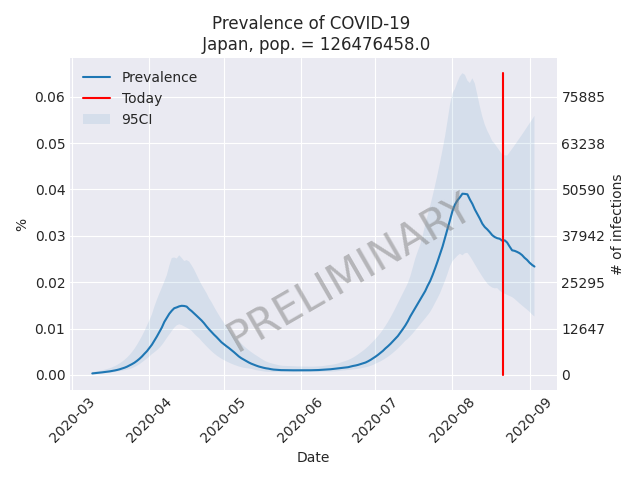 Prevalence of COVID-19
Japan, pop. = 126476458.0
Prevalence
Today
95CI
PRELIMINARY
%
0.06
0.05
0.04
0.03
0.02
0.01
0.00
75885
63238
50590
37942
25295
12647
0
# of infections
2020-03
2020-04
2020-05
2020-06
2020-07
2020-08
2020-09
Date